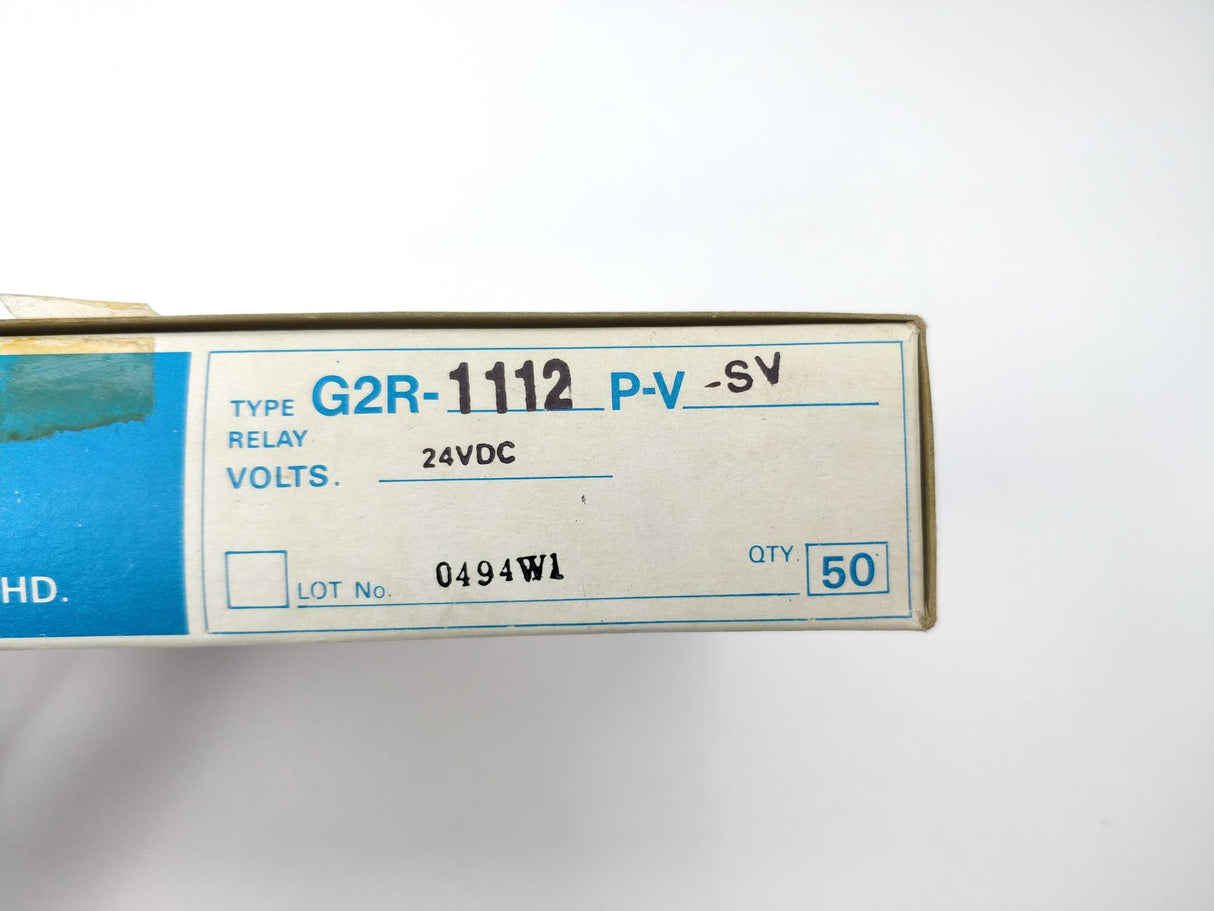 TYPE G2R-1112 P-V -SV
RELAY
VOLTS. 24VDC
LOT No. 0494W1
QTY. 50
HD.